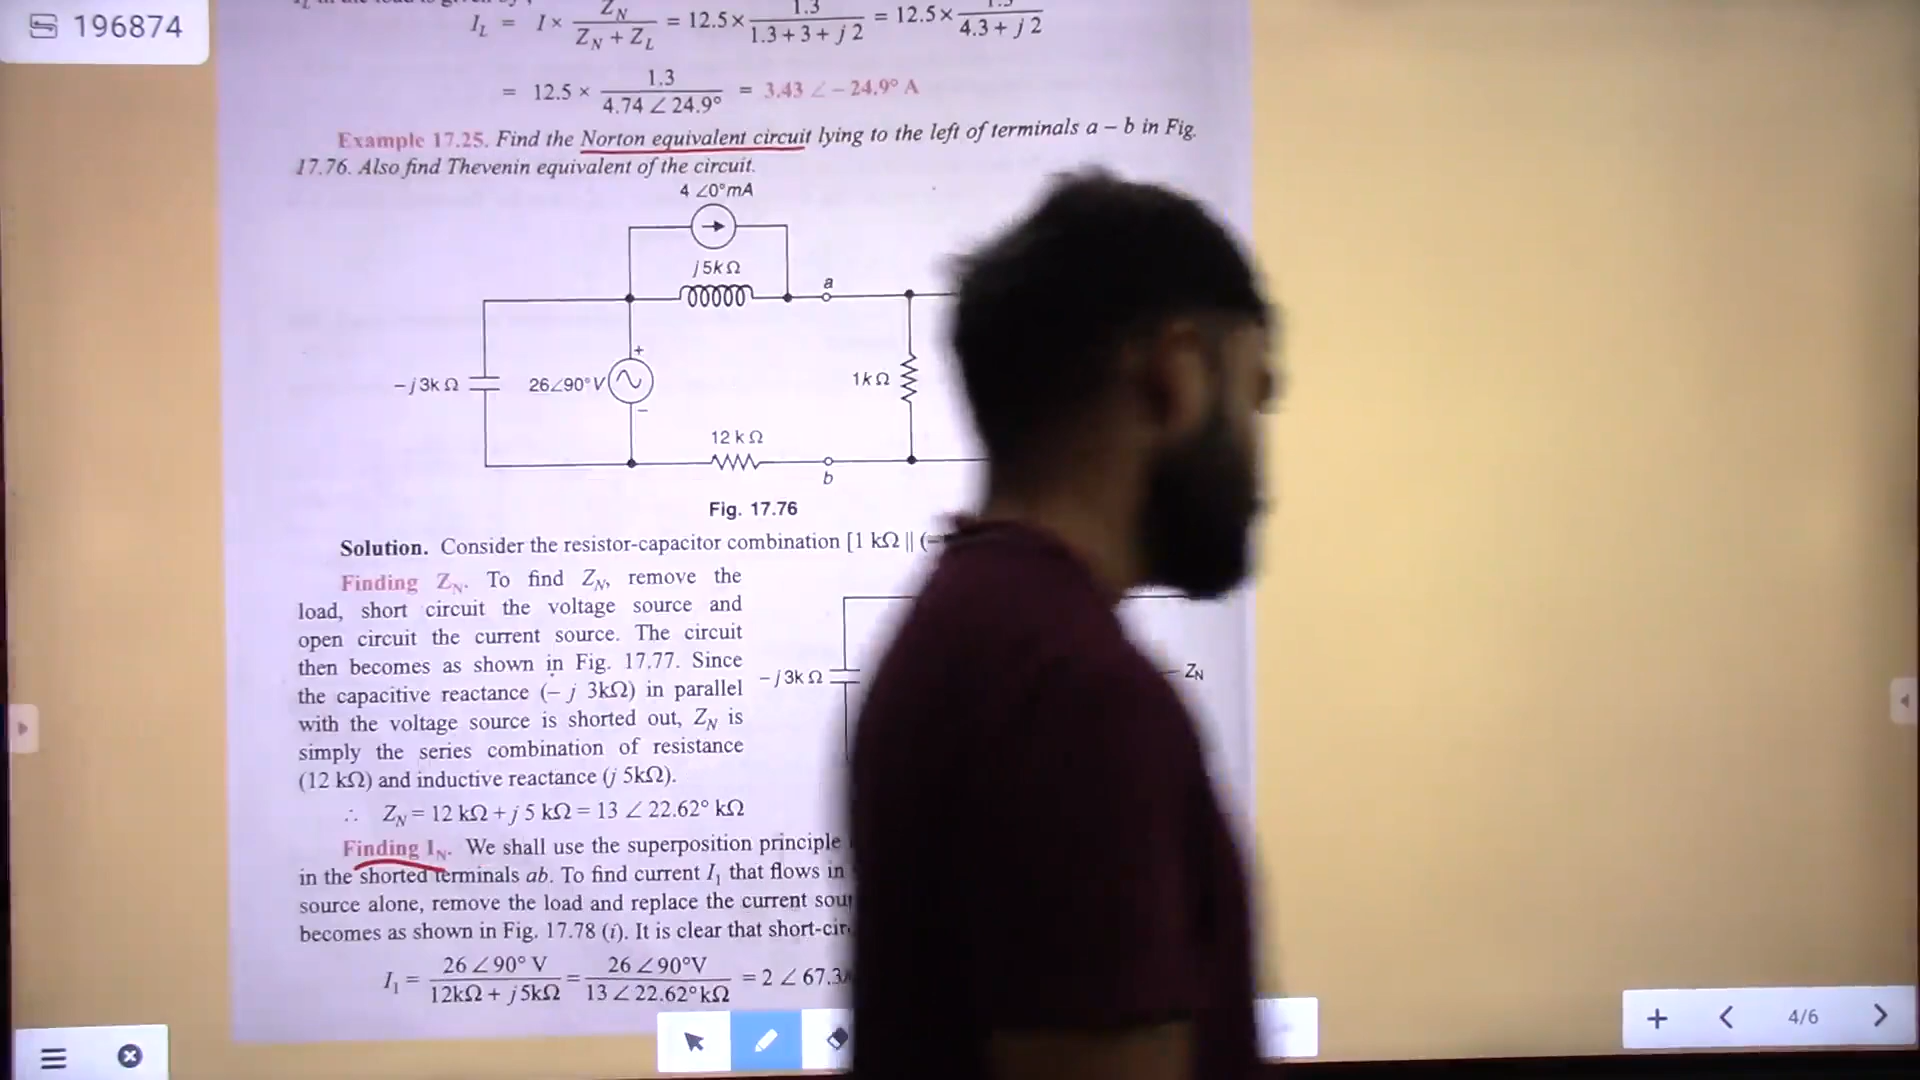 196874
I_L = I × Z_N / Z_N + Z_L = 12.5 × 1.3 / 1.3 + 3 + j 2 = 12.5 × 1.3 / 4.3 + j 2
= 12.5 × 1.3 / 4.74 ∠ 24.9° = 3.43 ∠ – 24.9° A
Example 17.25. Find the Norton equivalent circuit lying to the left of terminals a – b in Fig.
17.76. Also find Thevenin equivalent of the circuit.
4 ∠0° mA
j 5k Ω
a
– j 3k Ω
26∠90° V
+
–
1k Ω
12 k Ω
b
Fig. 17.76
Solution. Consider the resistor-capacitor combination [1 kΩ || (–
Finding Z_N. To find Z_N, remove the
load, short circuit the voltage source and
open circuit the current source. The circuit
then becomes as shown in Fig. 17.77. Since
the capacitive reactance (– j 3kΩ) in parallel
with the voltage source is shorted out, Z_N is
simply the series combination of resistance
(12 kΩ) and inductive reactance (j 5kΩ).
– j 3k Ω
Z_N
∴ Z_N = 12 kΩ + j 5 kΩ = 13 ∠ 22.62° kΩ
Finding I_N. We shall use the superposition principle
in the shorted terminals ab. To find current I_1 that flows in
source alone, remove the load and replace the current sou
becomes as shown in Fig. 17.78 (i). It is clear that short-cir
I_1 = 26 ∠ 90° V / 12kΩ + j 5kΩ = 26 ∠ 90°V / 13 ∠ 22.62° kΩ = 2 ∠ 67.3
4/6